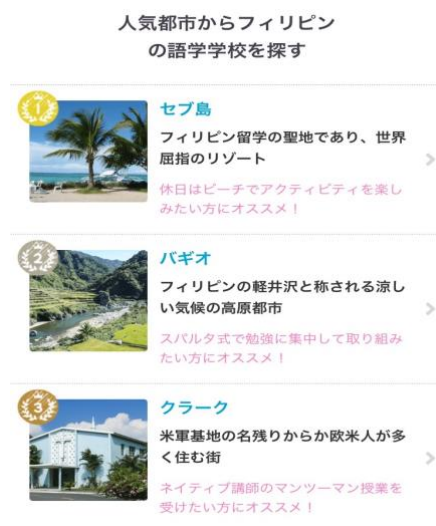 人気都市からフィリピン
の語学学校を探す
1
セブ島
フィリピン留学の聖地であり、世界
屈指のリゾート
休日はビーチでアクティビティを楽し
みたい方にオススメ！
2
バギオ
フィリピンの軽井沢と称される涼し
い気候の高原都市
スパルタ式で勉強に集中して取り組み
たい方にオススメ！
3
クラーク
米軍基地の名残りからか欧米人が多
く住む街
ネイティブ講師のマンツーマン授業を
受けたい方にオススメ！